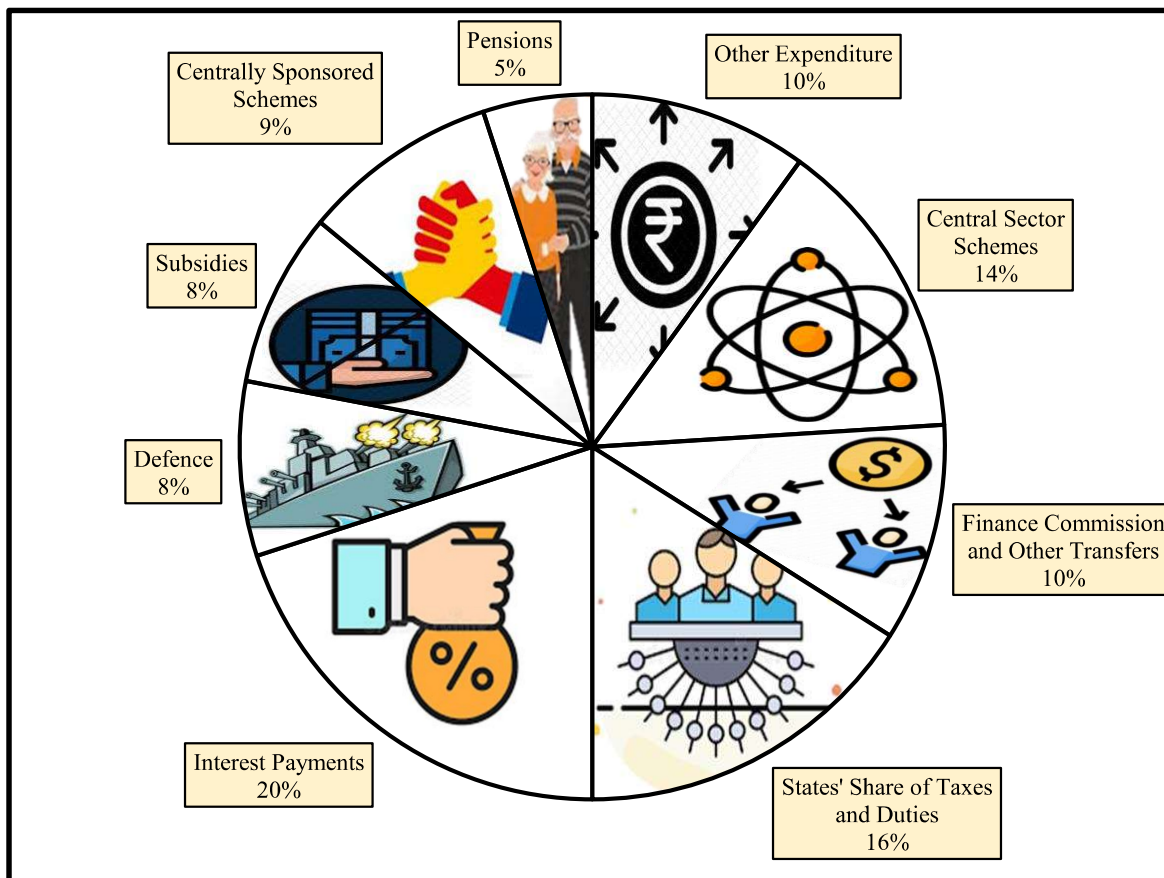 Pensions
5%
Other Expenditure
10%
Centrally Sponsored
Schemes
9%
Central Sector
Schemes
14%
Subsidies
8%
₹
Defence
8%
$
Finance Commission
and Other Transfers
10%
%
Interest Payments
20%
States' Share of Taxes
and Duties
16%